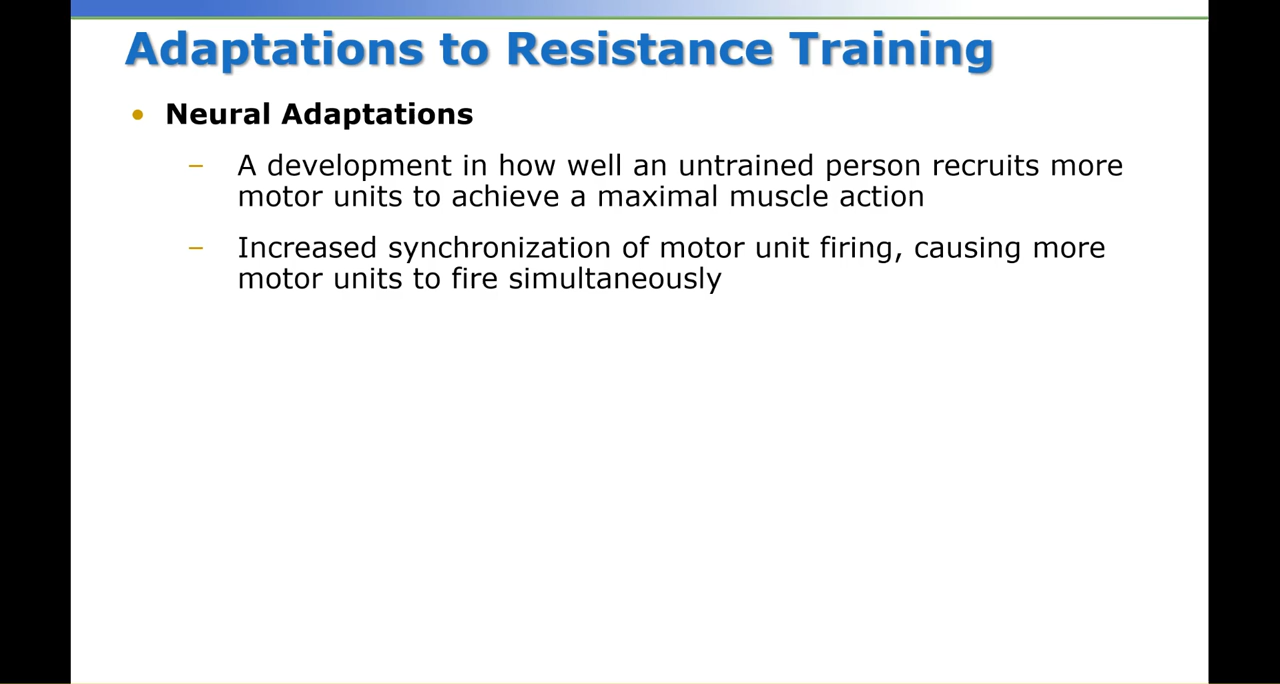 Adaptations to Resistance Training
• Neural Adaptations
– A development in how well an untrained person recruits more
motor units to achieve a maximal muscle action
– Increased synchronization of motor unit firing, causing more
motor units to fire simultaneously